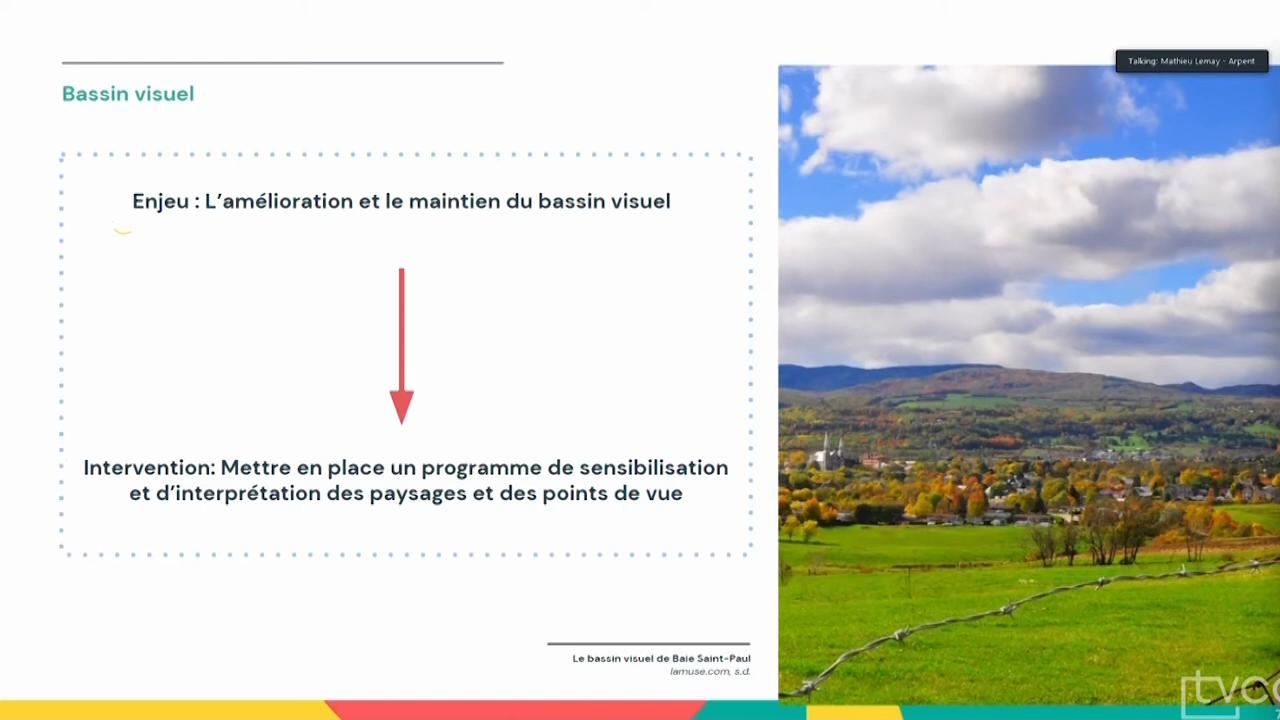 Talking: Mathieu Lemay - Arpent
Bassin visuel
Enjeu : L'amélioration et le maintien du bassin visuel
Intervention: Mettre en place un programme de sensibilisation
et d'interprétation des paysages et des points de vue
Le bassin visuel de Baie Saint-Paul
lamuse.com, s.d.